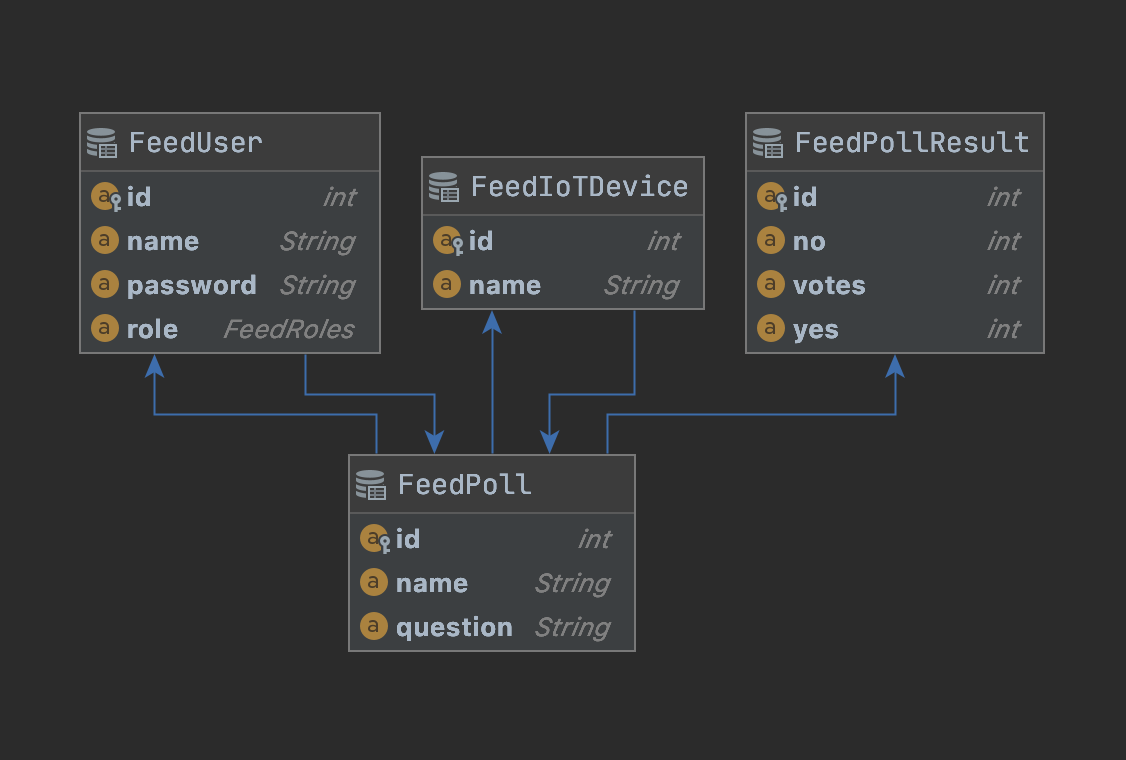 FeedUser
id int
name String
password String
role FeedRoles
FeedIoTDevice
id int
name String
FeedPollResult
id int
no int
votes int
yes int
FeedPoll
id int
name String
question String